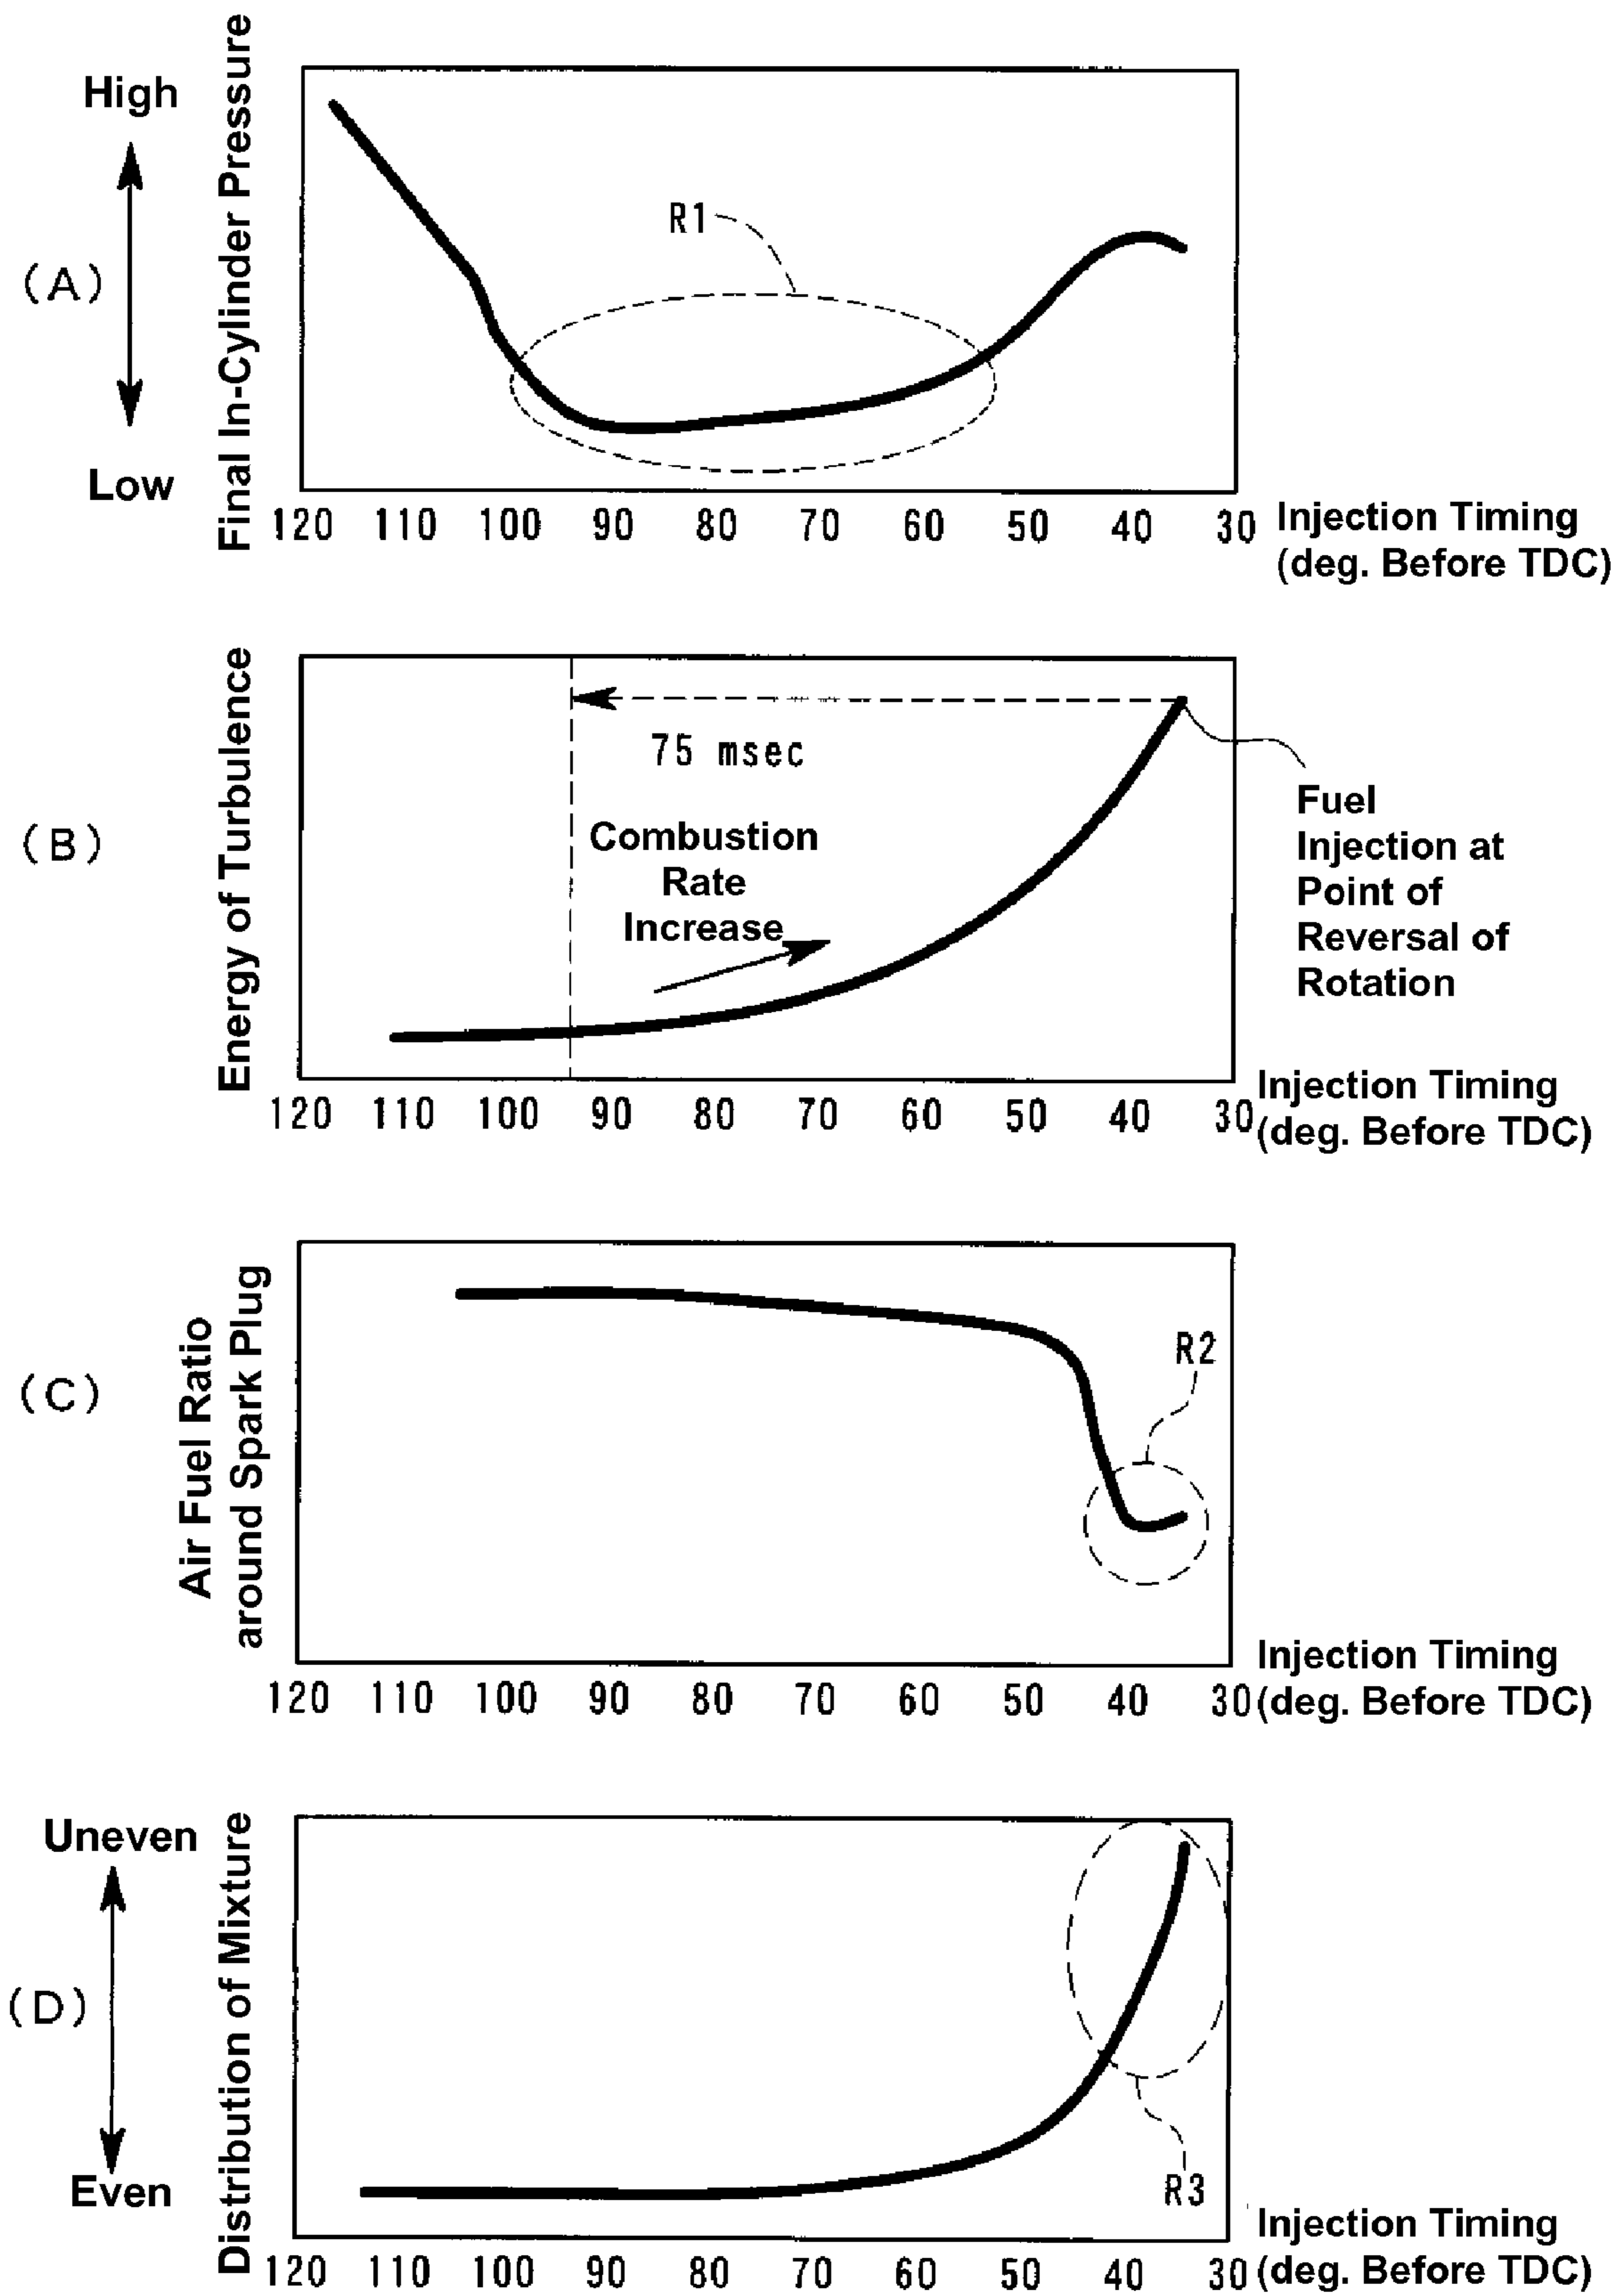 High
(A)
Low
Final In-Cylinder Pressure
R1
120 110 100 90 80 70 60 50 40 30
Injection Timing
(deg. Before TDC)
(B)
Energy of Turbulence
75 msec
Combustion
Rate
Increase
Fuel
Injection at
Point of
Reversal of
Rotation
120 110 100 90 80 70 60 50 40 30
Injection Timing
(deg. Before TDC)
(C)
Air Fuel Ratio
around Spark Plug
R2
120 110 100 90 80 70 60 50 40 30
Injection Timing
(deg. Before TDC)
Uneven
(D)
Even
Distribution of Mixture
R3
120 110 100 90 80 70 60 50 40 30
Injection Timing
(deg. Before TDC)